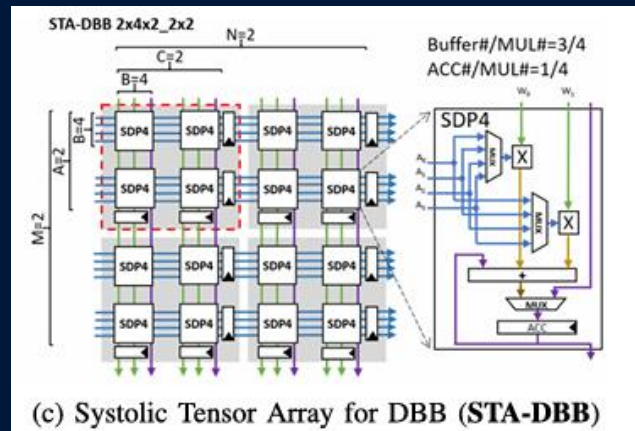 STA-DBB 2x4x2_2x2
N=2
C=2
B=4
Buffer#/MUL#=3/4
ACC#/MUL#=1/4
M=2
A=2
B=4
SDP4 SDP4 SDP4 SDP4
SDP4 SDP4 SDP4 SDP4
SDP4 SDP4 SDP4 SDP4
SDP4 SDP4 SDP4 SDP4
SDP4
MUX
X
MUX
X
+
MUX
ACC
(c) Systolic Tensor Array for DBB (STA-DBB)